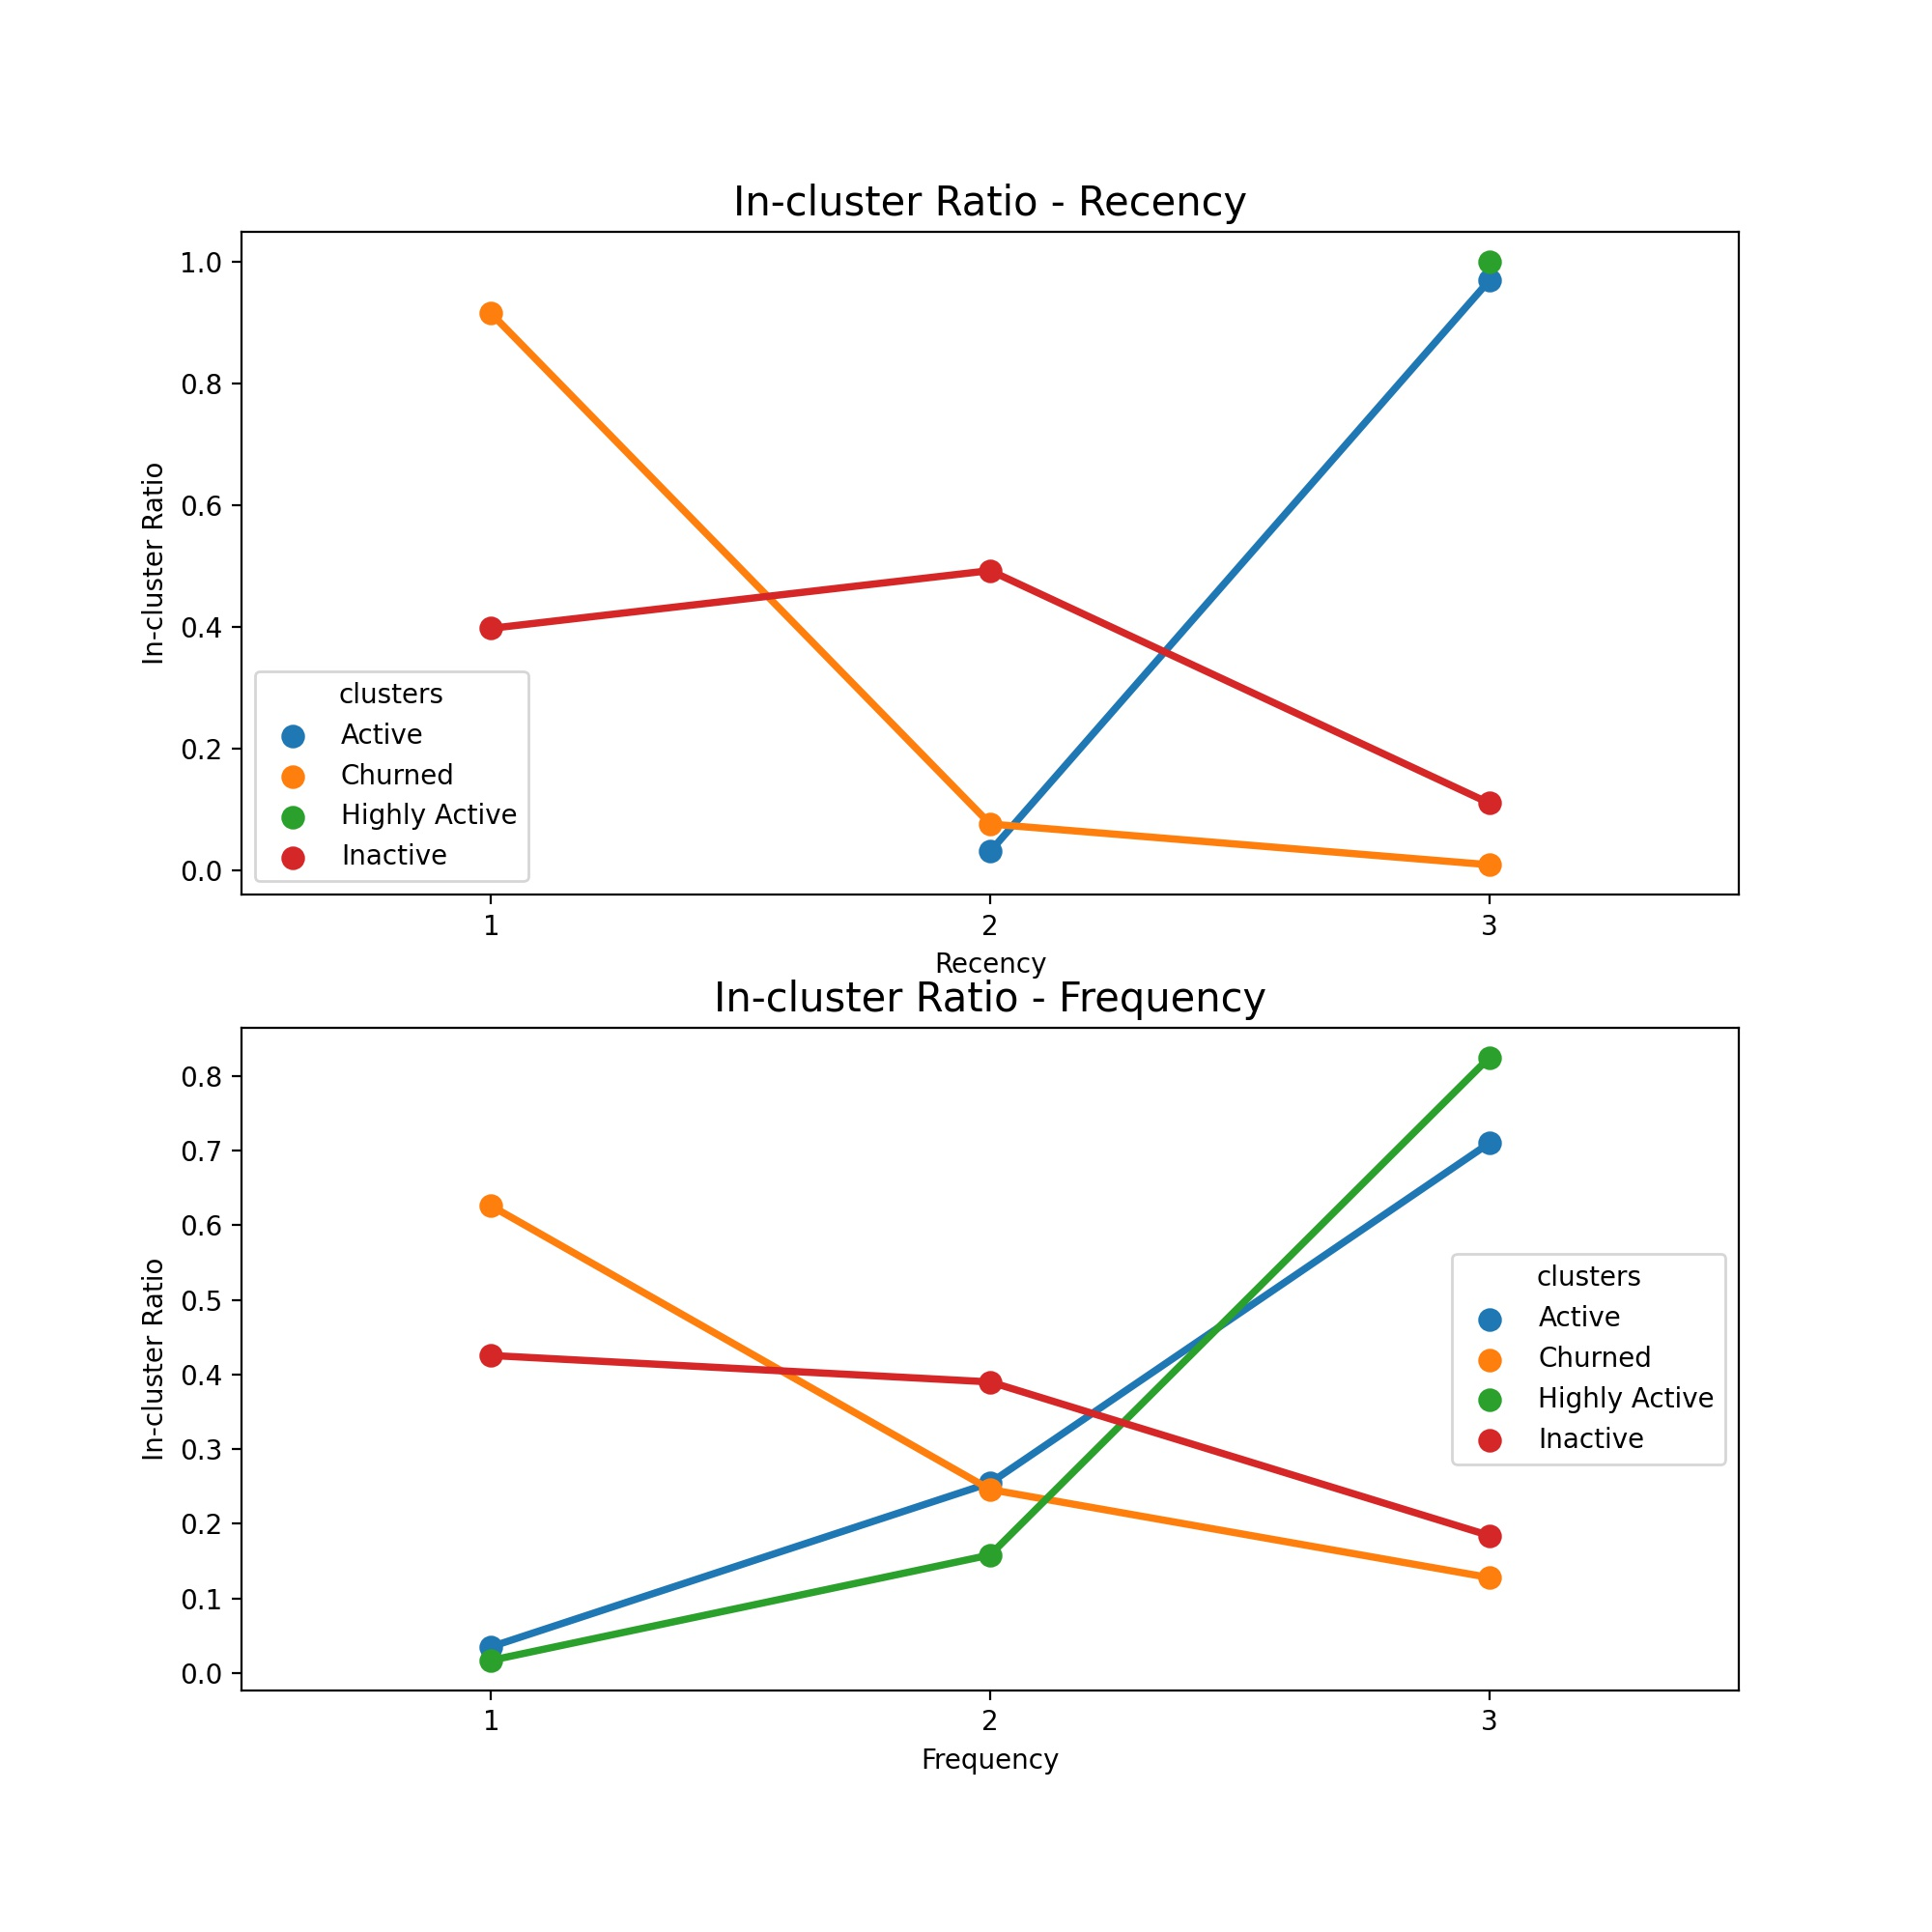 In-cluster Ratio - Recency
In-cluster Ratio
1.0
0.8
0.6
0.4
0.2
0.0
clusters
Active
Churned
Highly Active
Inactive
1 2 3
Recency
In-cluster Ratio - Frequency
In-cluster Ratio
0.8
0.7
0.6
0.5
0.4
0.3
0.2
0.1
0.0
clusters
Active
Churned
Highly Active
Inactive
1 2 3
Frequency